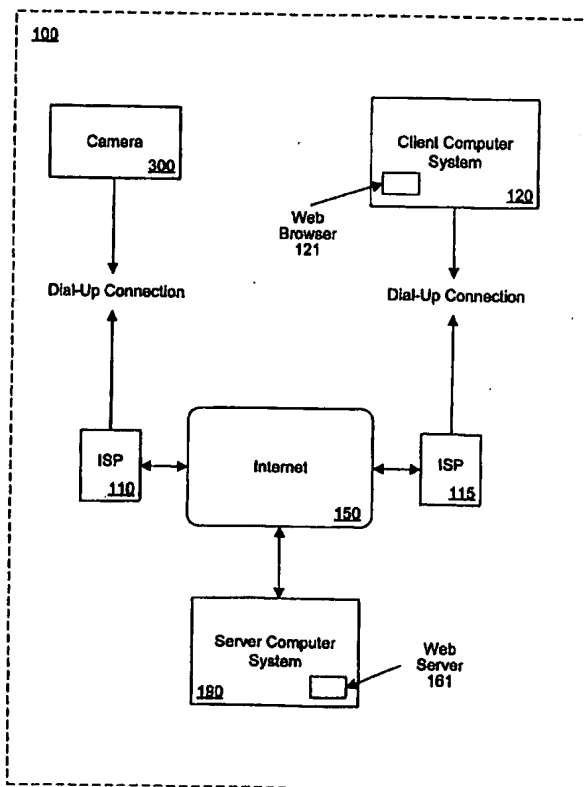 100
Camera
300
Client Computer
System
120
Web
Browser
121
Dial-Up Connection
Dial-Up Connection
ISP
110
Internet
150
ISP
115
Server Computer
System
190
Web
Server
161